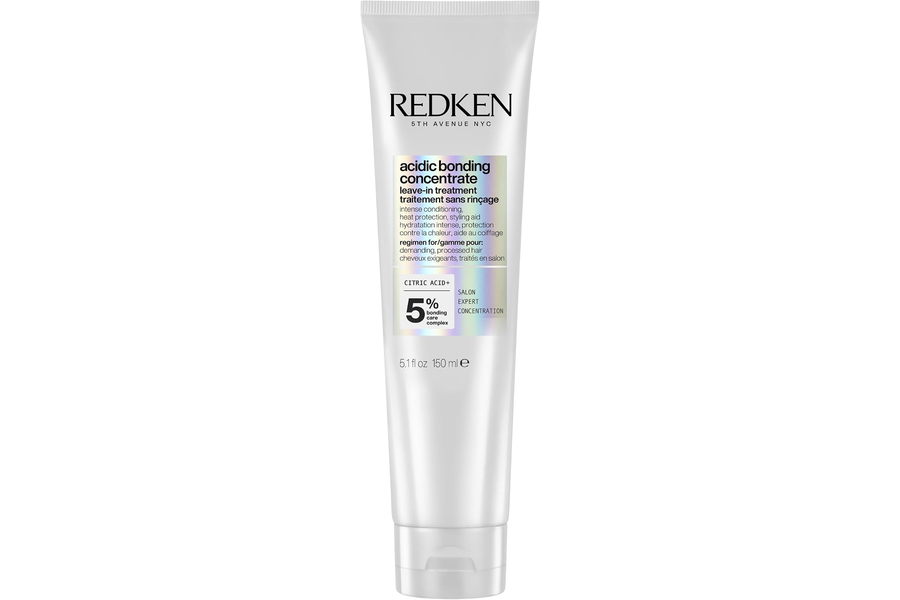 REDKEN
5TH AVENUE NYC
acidic bonding
concentrate
leave-in treatment
traitement sans rinçage
intense conditioning,
heat protection, styling aid
hydratation intense, protection
contre la chaleur, aide au coiffage
regimen for/gamme pour:
demanding, processed hair
cheveux exigeants, traités en salon
CITRIC ACID+
5%
bonding
care
complex
SALON
EXPERT
CONCENTRATION
5.1 fl oz 150 ml ℮